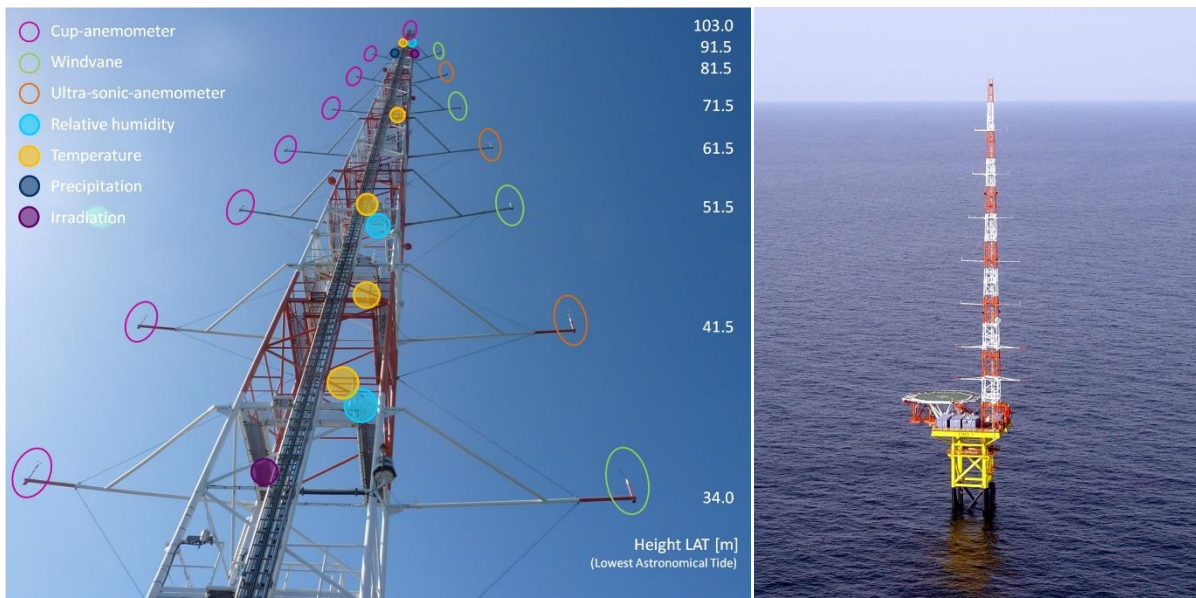 Cup-anemometer
Windvane
Ultra-sonic-anemometer
Relative humidity
Temperature
Precipitation
Irradiation
103.0
91.5
81.5
71.5
61.5
51.5
41.5
34.0
Height LAT [m]
(Lowest Astronomical Tide)